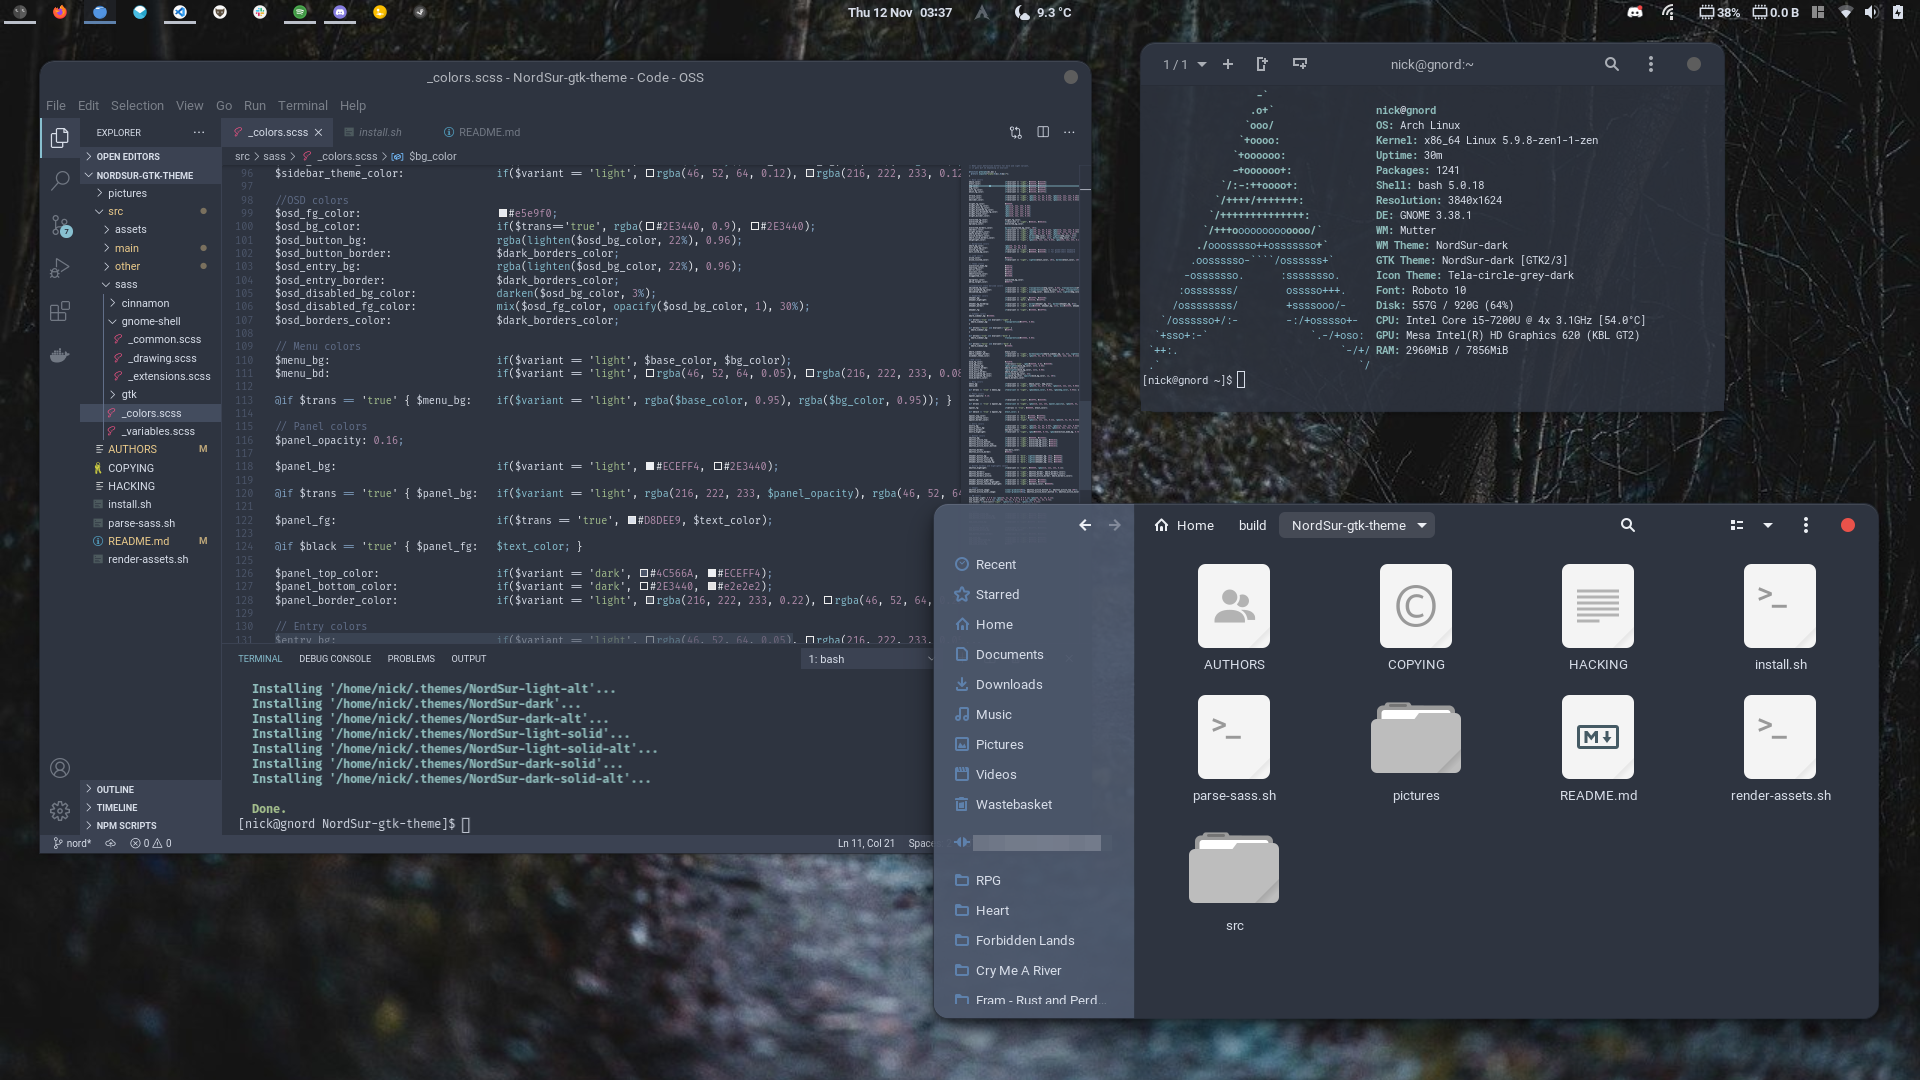 Thu 12 Nov 03:37
9.3 °C
38%
0.0 B
_colors.scss - NordSur-gtk-theme - Code - OSS
File Edit Selection View Go Run Terminal Help
EXPLORER
_colors.scss
install.sh
README.md
OPEN EDITORS
NORDSUR-GTK-THEME
pictures
src
assets
main
other
sass
cinnamon
gnome-shell
_common.scss
_drawing.scss
_extensions.scss
gtk
_colors.scss
_variables.scss
AUTHORS M
COPYING
HACKING
install.sh
parse-sass.sh
README.md M
render-assets.sh
7
OUTLINE
TIMELINE
NPM SCRIPTS
src > sass > _colors.scss > $bg_color
96 $sidebar_theme_color: if($variant == 'light', rgba(46, 52, 64, 0.12), rgba(216, 222, 233, 0.12
97
98 //OSD colors
99 $osd_fg_color: #e5e9f0;
100 $osd_bg_color: if($trans=='true', rgba(#2E3440, 0.9), #2E3440);
101 $osd_button_bg: rgba(lighten($osd_bg_color, 22%), 0.96);
102 $osd_button_border: $dark_borders_color;
103 $osd_entry_bg: rgba(lighten($osd_bg_color, 22%), 0.96);
104 $osd_entry_border: $dark_borders_color;
105 $osd_disabled_bg_color: darken($osd_bg_color, 3%);
106 $osd_disabled_fg_color: mix($osd_fg_color, opacity($osd_bg_color, 1), 30%);
107 $osd_borders_color: $dark_borders_color;
108
109 // Menu colors
110 $menu_bg: if($variant == 'light', $base_color, $bg_color);
111 $menu_bd: if($variant == 'light', rgba(46, 52, 64, 0.05), rgba(216, 222, 233, 0.08
112
113 @if $trans == 'true' { $menu_bg: if($variant == 'light', rgba($base_color, 0.95), rgba($bg_color, 0.95)); }
114
115 // Panel colors
116 $panel_opacity: 0.16;
117
118 $panel_bg: if($variant == 'light', #ECEFF4, #2E3440);
119
120 @if $trans == 'true' { $panel_bg: if($variant == 'light', rgba(216, 222, 233, $panel_opacity), rgba(46, 52, 64
121
122 $panel_fg: if($trans == 'true', #D8DEE9, $text_color);
123
124 @if $black == 'true' { $panel_fg: $text_color; }
125
126 $panel_top_color: if($variant == 'dark', #4C566A, #ECEFF4);
127 $panel_bottom_color: if($variant == 'dark', #2E3440, #e2e2e2);
128 $panel_border_color: if($variant == 'light', rgba(216, 222, 233, 0.22), rgba(46, 52, 64,
129
130 // Entry colors
131 $entry_bg: if($variant == 'light', rgba(46, 52, 64, 0.05), rgba(216, 222, 233,
TERMINAL DEBUG CONSOLE PROBLEMS OUTPUT 1: bash
Installing '/home/nick/.themes/NordSur-light-alt'...
Installing '/home/nick/.themes/NordSur-dark'...
Installing '/home/nick/.themes/NordSur-dark-alt'...
Installing '/home/nick/.themes/NordSur-light-solid'...
Installing '/home/nick/.themes/NordSur-light-solid-alt'...
Installing '/home/nick/.themes/NordSur-dark-solid'...
Installing '/home/nick/.themes/NordSur-dark-solid-alt'...
Done.
[nick@gnord NordSur-gtk-theme]$
nord* 0 0 Ln 11, Col 21 Space
1 / 1
nick@gnord:~
-`
.o+` nick@gnord
`ooo/ OS: Arch Linux
`+oooo: Kernel: x86_64 Linux 5.9.8-zen1-1-zen
`+oooooo: Uptime: 30m
-+oooooo+: Packages: 1241
`/:-:++oooo+: Shell: bash 5.0.18
`/++++/+++++++: Resolution: 3840x1624
`/++++++++++++++: DE: GNOME 3.38.1
`/+++ooooooooooooo/` WM: Mutter
./ooosssso++osssssso+` WM Theme: NordSur-dark
.oossssso-````/ossssss+` GTK Theme: NordSur-dark [GTK2/3]
-osssssso. :ssssssso. Icon Theme: Tela-circle-grey-dark
:osssssss/ osssso+++. Font: Roboto 10
/ossssssss/ +ssssooo/- Disk: 557G / 920G (64%)
`/ossssso+/:- -:/+osssso+- CPU: Intel Core i5-7200U @ 4x 3.1GHz [54.0°C]
`+sso+:-` `.-/+oso: GPU: Mesa Intel(R) HD Graphics 620 (KBL GT2)
`++:. `-/+/ RAM: 2960MiB / 7856MiB
.` `/
[nick@gnord ~]$
Home
build
NordSur-gtk-theme
Recent
Starred
Home
Documents
Downloads
Music
Pictures
Videos
Wastebasket
RPG
Heart
Forbidden Lands
Cry Me A River
Fram - Rust and Perd...
AUTHORS
COPYING
HACKING
install.sh
parse-sass.sh
pictures
README.md
render-assets.sh
src